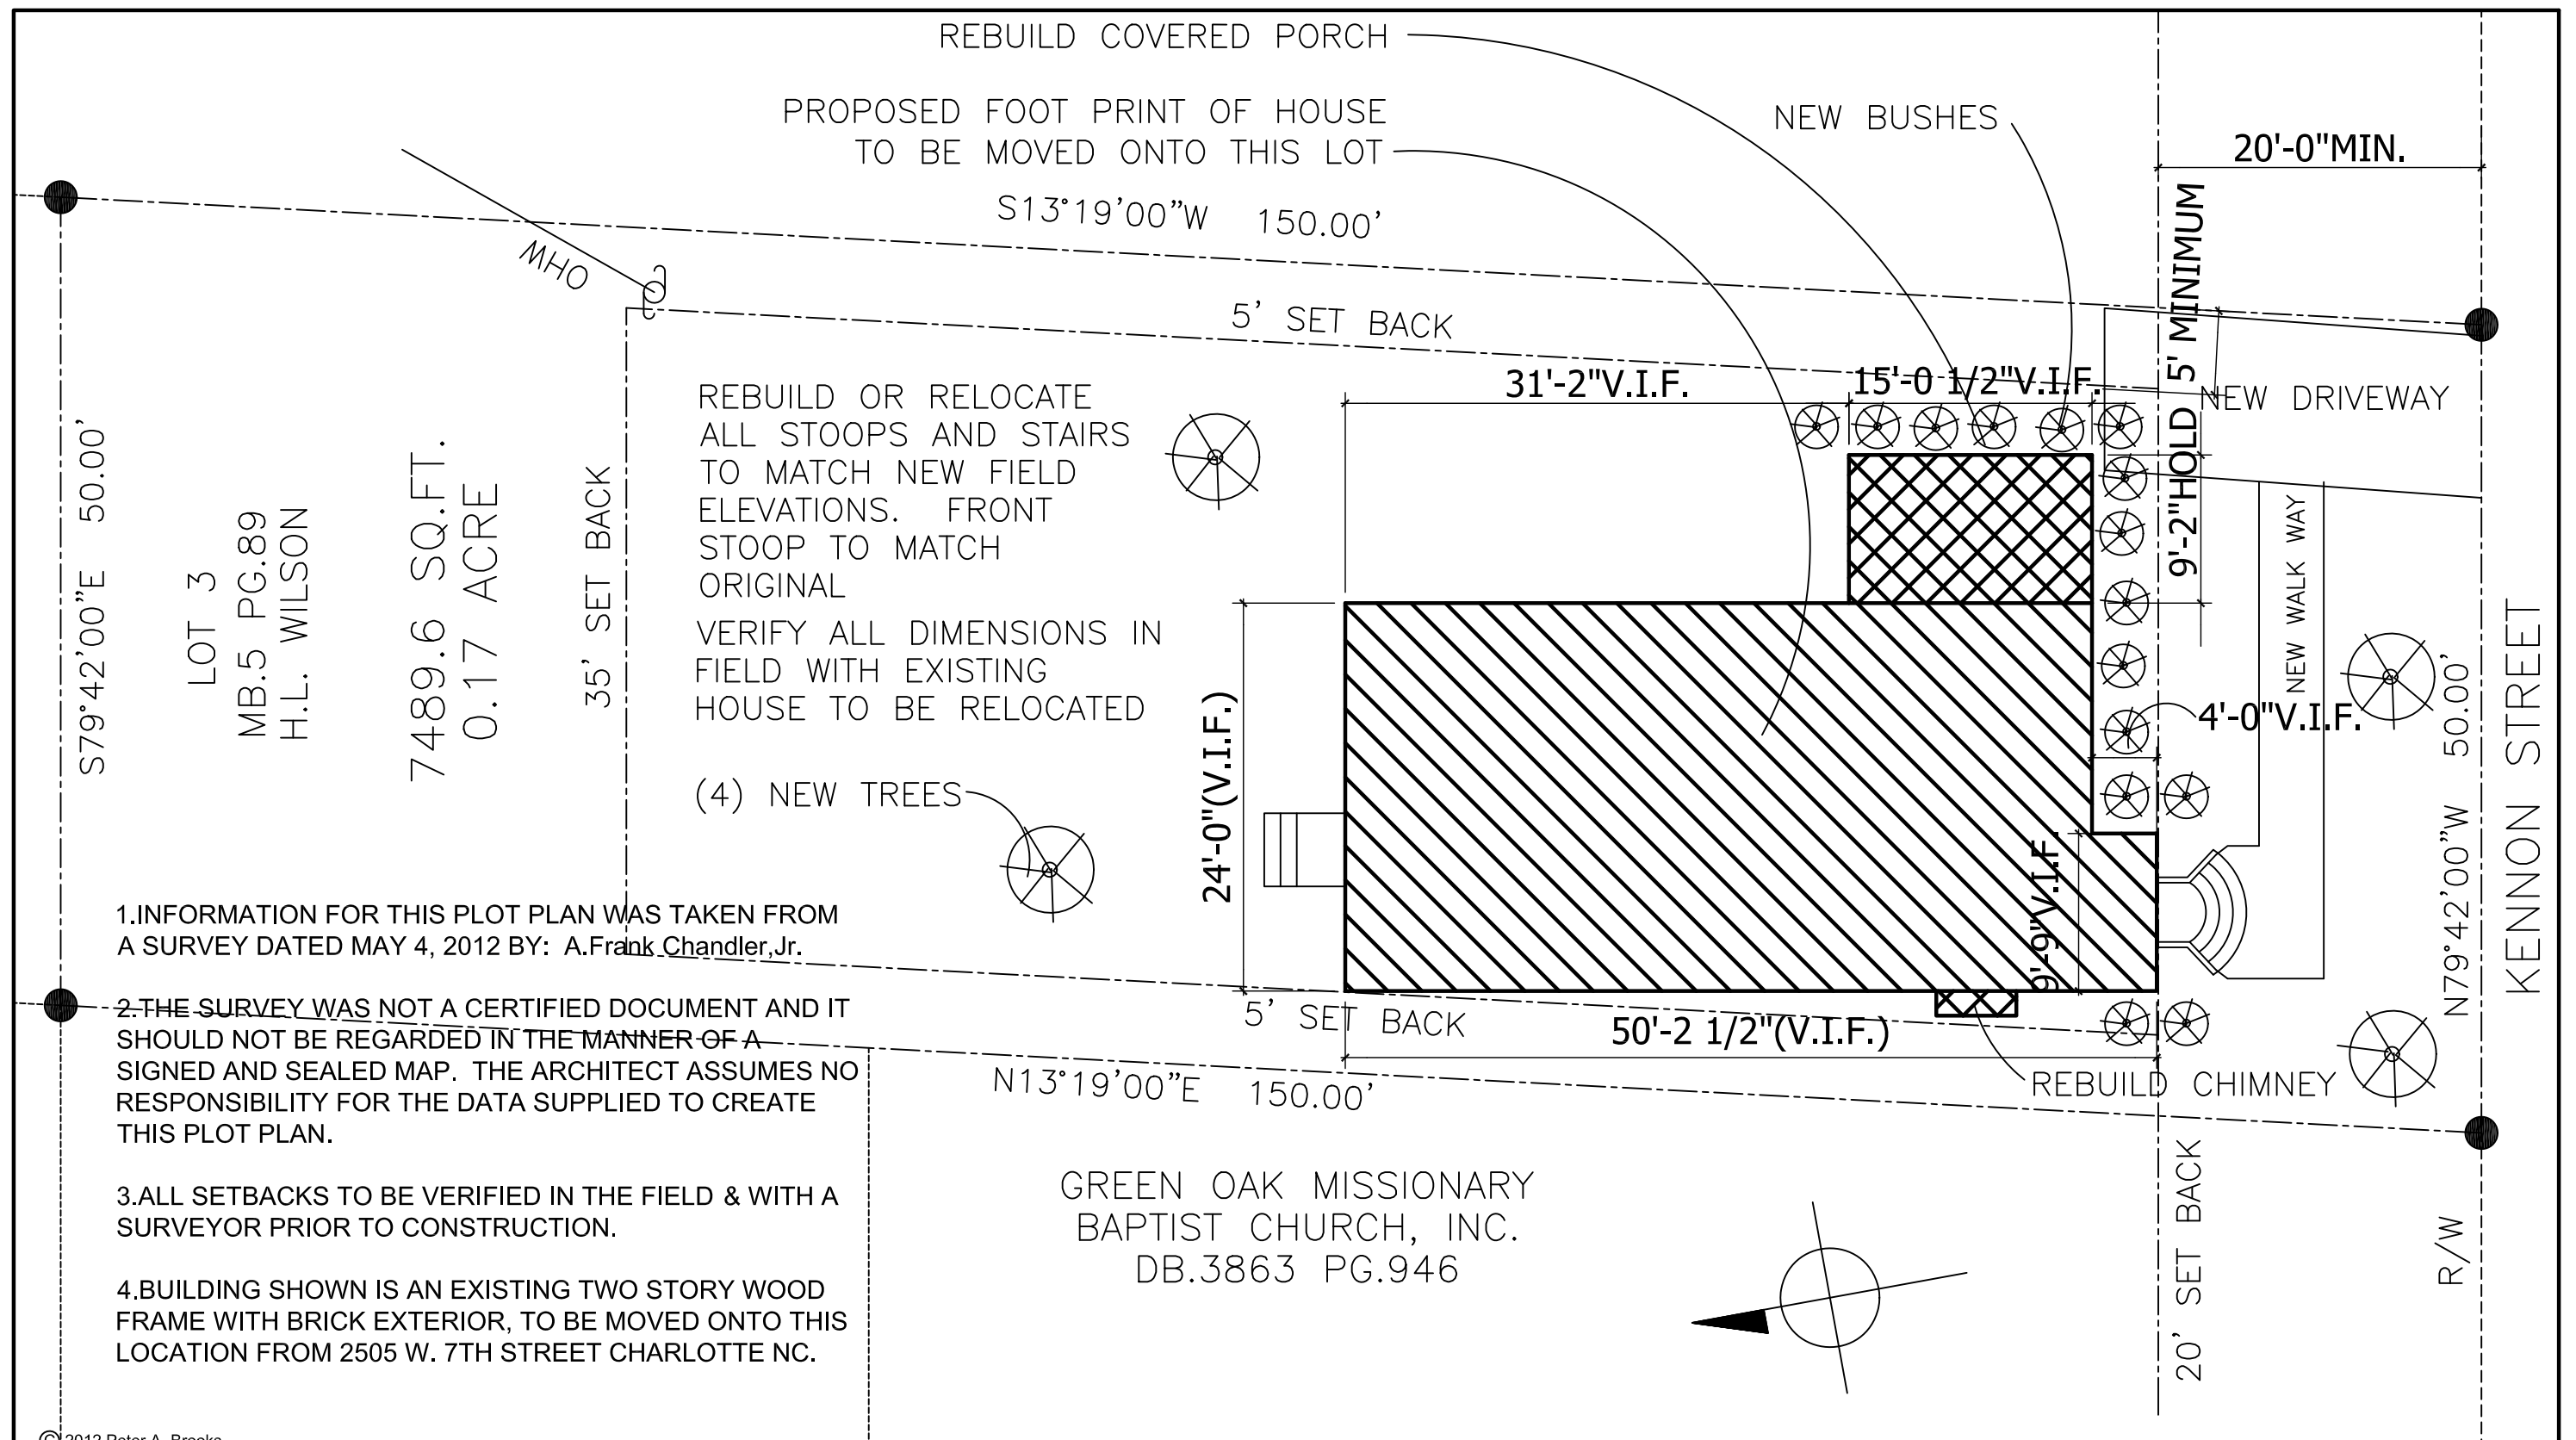 REBUILD COVERED PORCH
PROPOSED FOOT PRINT OF HOUSE
TO BE MOVED ONTO THIS LOT
NEW BUSHES
20'-0"MIN.
S13°19'00"W 150.00'
OHW
5' SET BACK
9'-2"HOLD 5' MINIMUM
31'-2"V.I.F.
15'-0 1/2"V.I.F.
NEW DRIVEWAY
S79°42'00"E 50.00'
LOT 3
MB.5 PG.89
H.L. WILSON
7489.6 SQ.FT.
0.17 ACRE
35' SET BACK
REBUILD OR RELOCATE
ALL STOOPS AND STAIRS
TO MATCH NEW FIELD
ELEVATIONS. FRONT
STOOP TO MATCH
ORIGINAL
VERIFY ALL DIMENSIONS IN
FIELD WITH EXISTING
HOUSE TO BE RELOCATED
(4) NEW TREES
24'-0"(V.I.F.)
NEW WALK WAY
4'-0"V.I.F.
9'-9"V.I.F.
N79°42'00"W 50.00'
KENNON STREET
5' SET BACK
50'-2 1/2"(V.I.F.)
REBUILD CHIMNEY
N13°19'00"E 150.00'
1.INFORMATION FOR THIS PLOT PLAN WAS TAKEN FROM
A SURVEY DATED MAY 4, 2012 BY: A.Frank Chandler,Jr.
2.THE SURVEY WAS NOT A CERTIFIED DOCUMENT AND IT
SHOULD NOT BE REGARDED IN THE MANNER OF A
SIGNED AND SEALED MAP. THE ARCHITECT ASSUMES NO
RESPONSIBILITY FOR THE DATA SUPPLIED TO CREATE
THIS PLOT PLAN.
3.ALL SETBACKS TO BE VERIFIED IN THE FIELD & WITH A
SURVEYOR PRIOR TO CONSTRUCTION.
4.BUILDING SHOWN IS AN EXISTING TWO STORY WOOD
FRAME WITH BRICK EXTERIOR, TO BE MOVED ONTO THIS
LOCATION FROM 2505 W. 7TH STREET CHARLOTTE NC.
GREEN OAK MISSIONARY
BAPTIST CHURCH, INC.
DB.3863 PG.946
20' SET BACK
R/W
© 2012 Peter A. Brooks